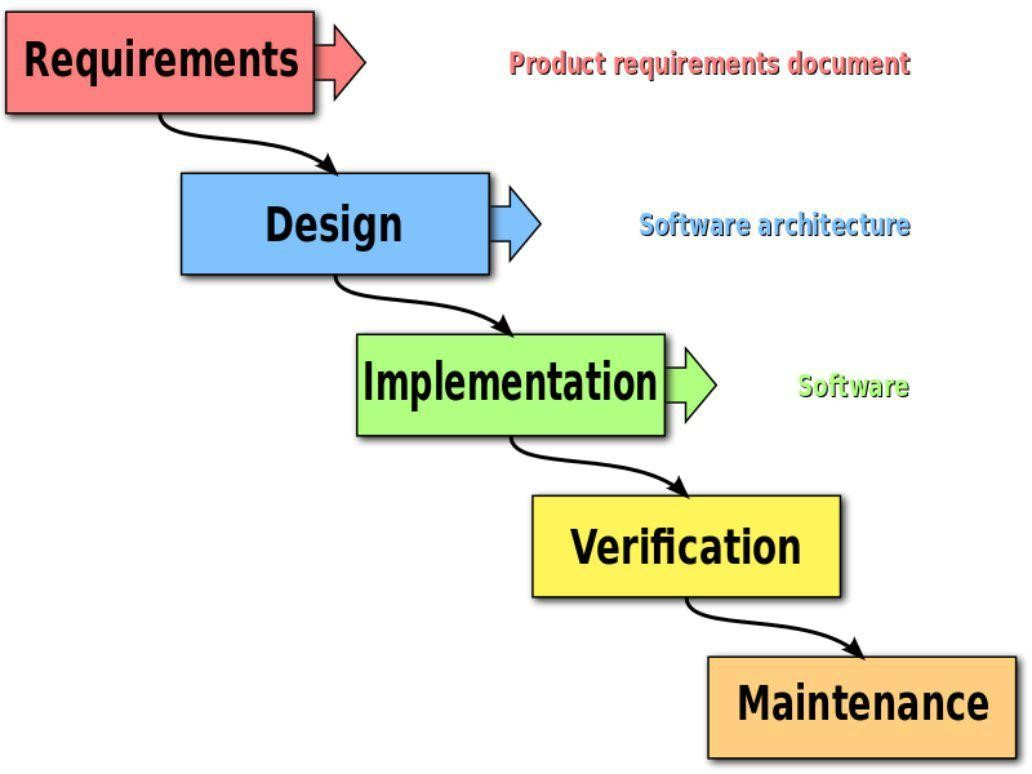 Requirements
Product requirements document
Design
Software architecture
Implementation
Software
Verification
Maintenance